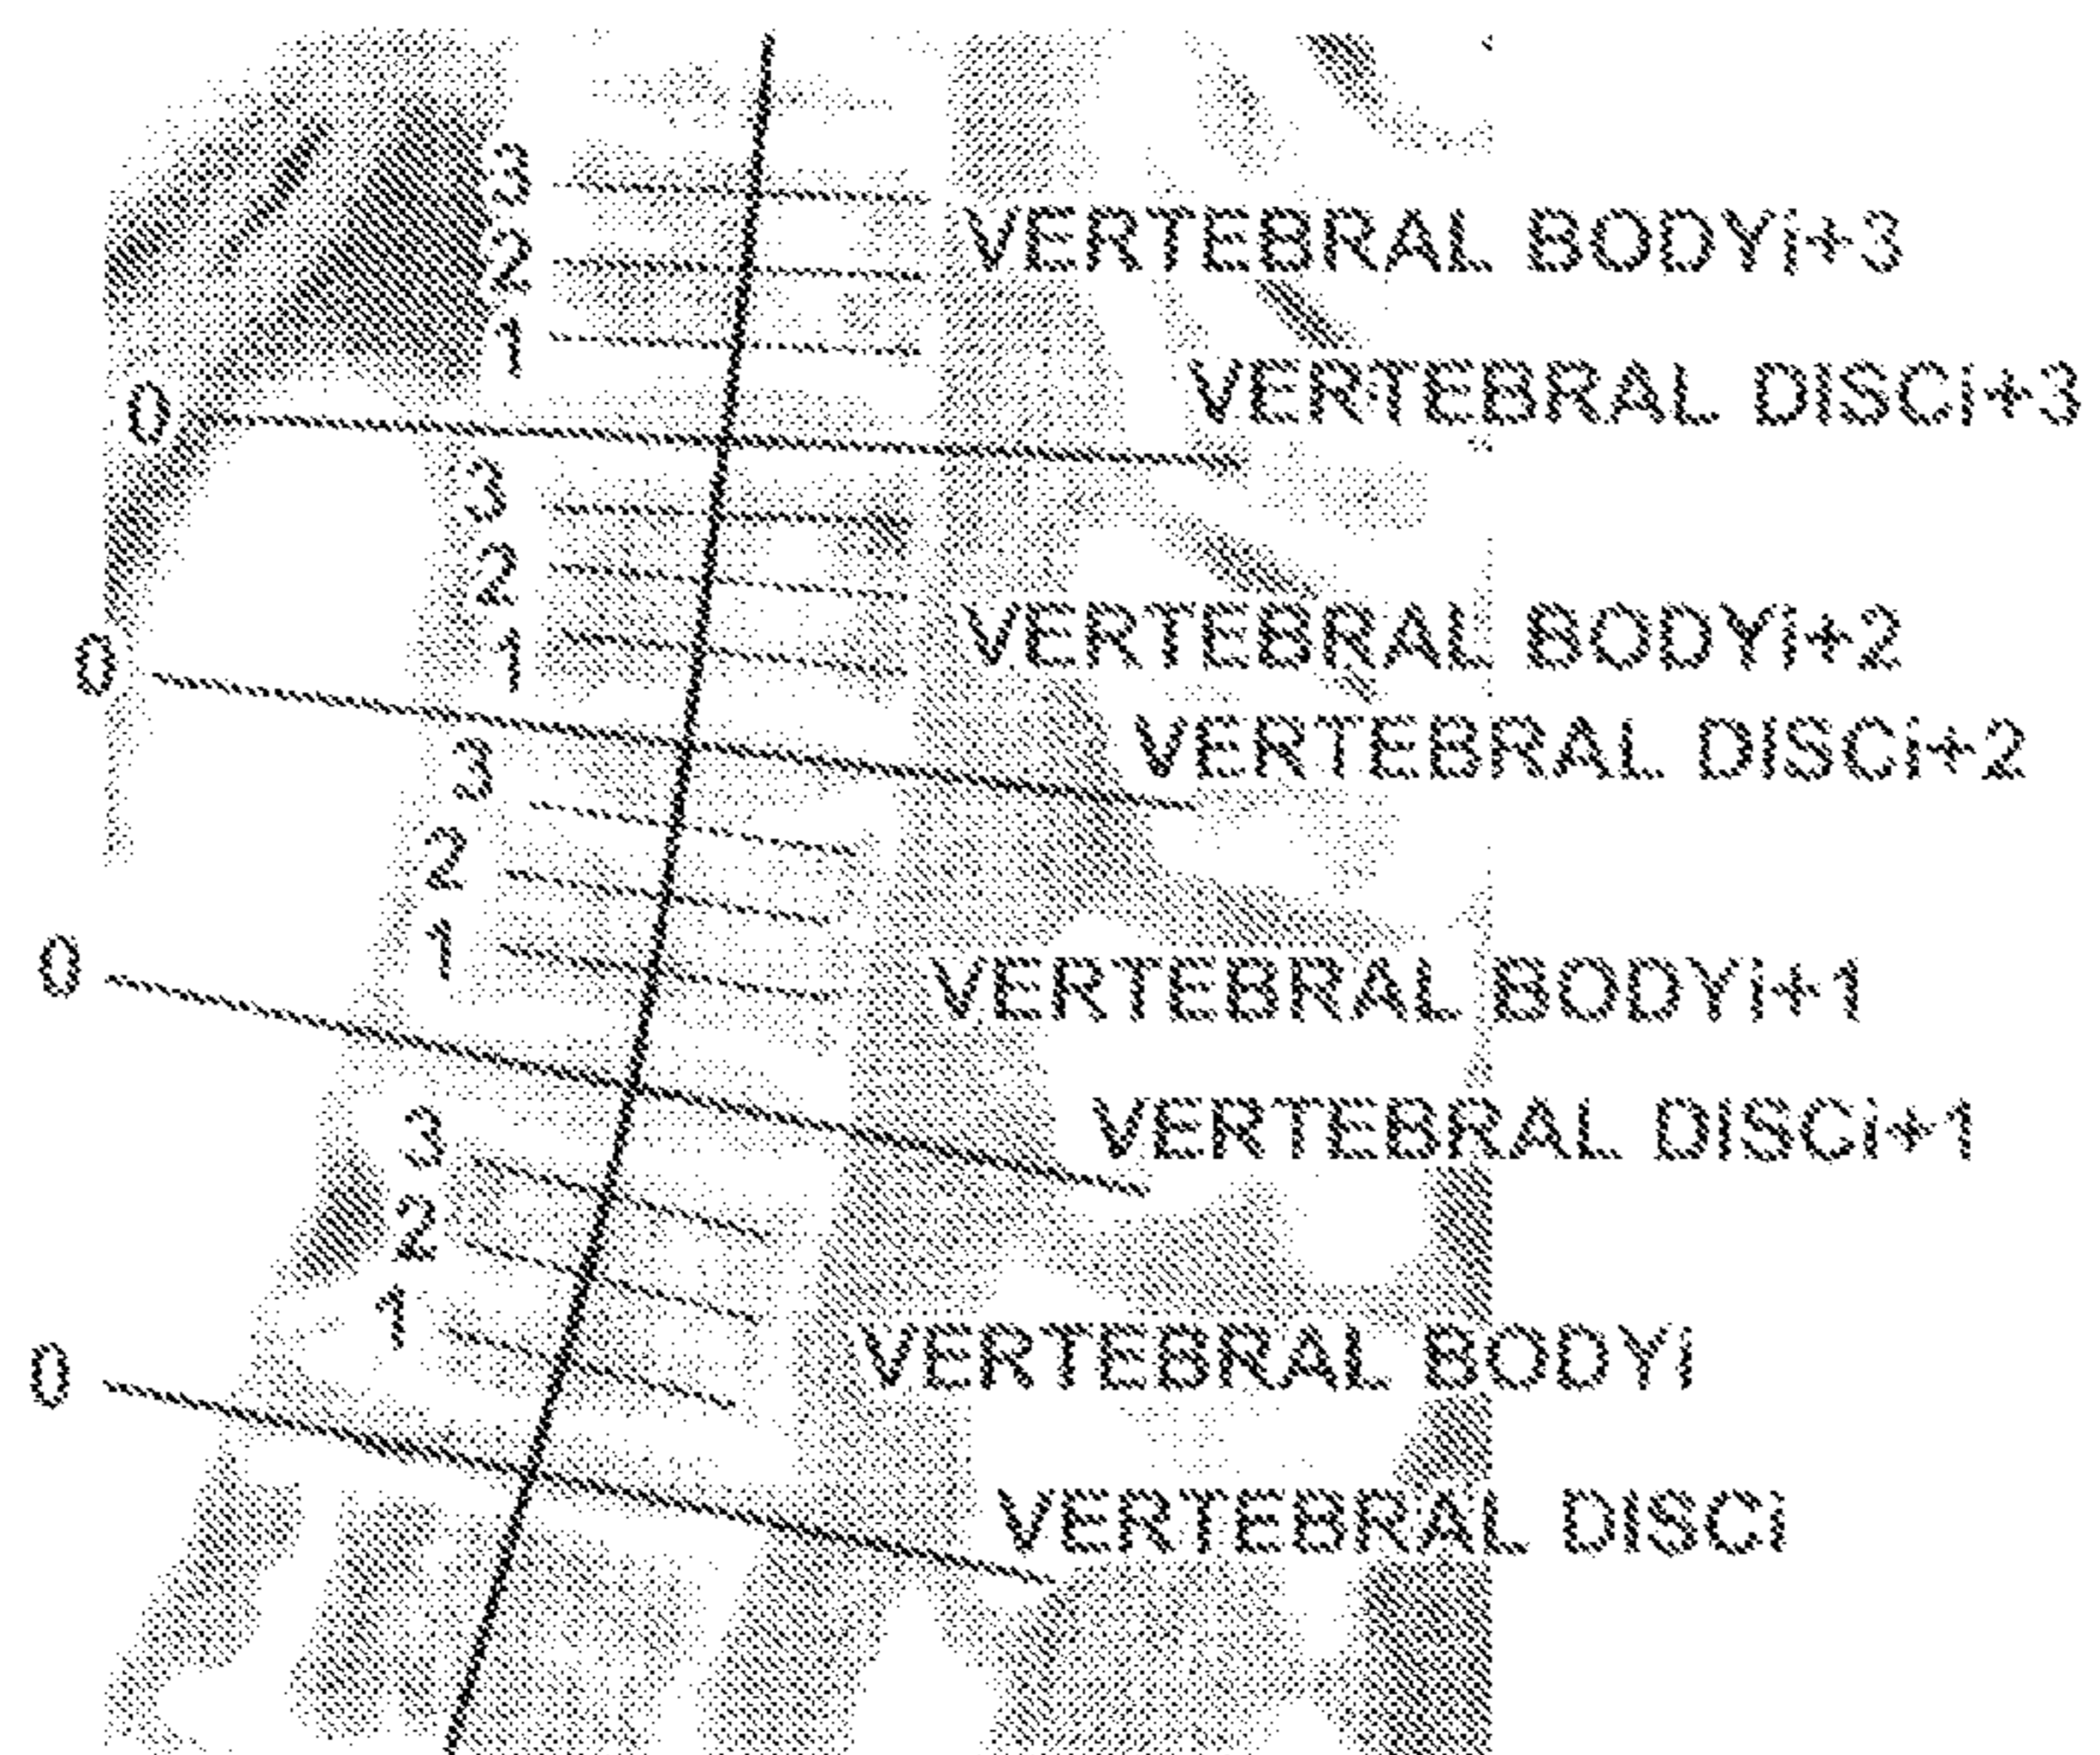 3
2 VERTEBRAL BODYi+3
1
0 VERTEBRAL DISCi+3
3
2
1 VERTEBRAL BODYi+2
0
3 VERTEBRAL DISCi+2
2
1 VERTEBRAL BODYi+1
0
3 VERTEBRAL DISCi+1
2
1 VERTEBRAL BODYi
0
VERTEBRAL DISCi